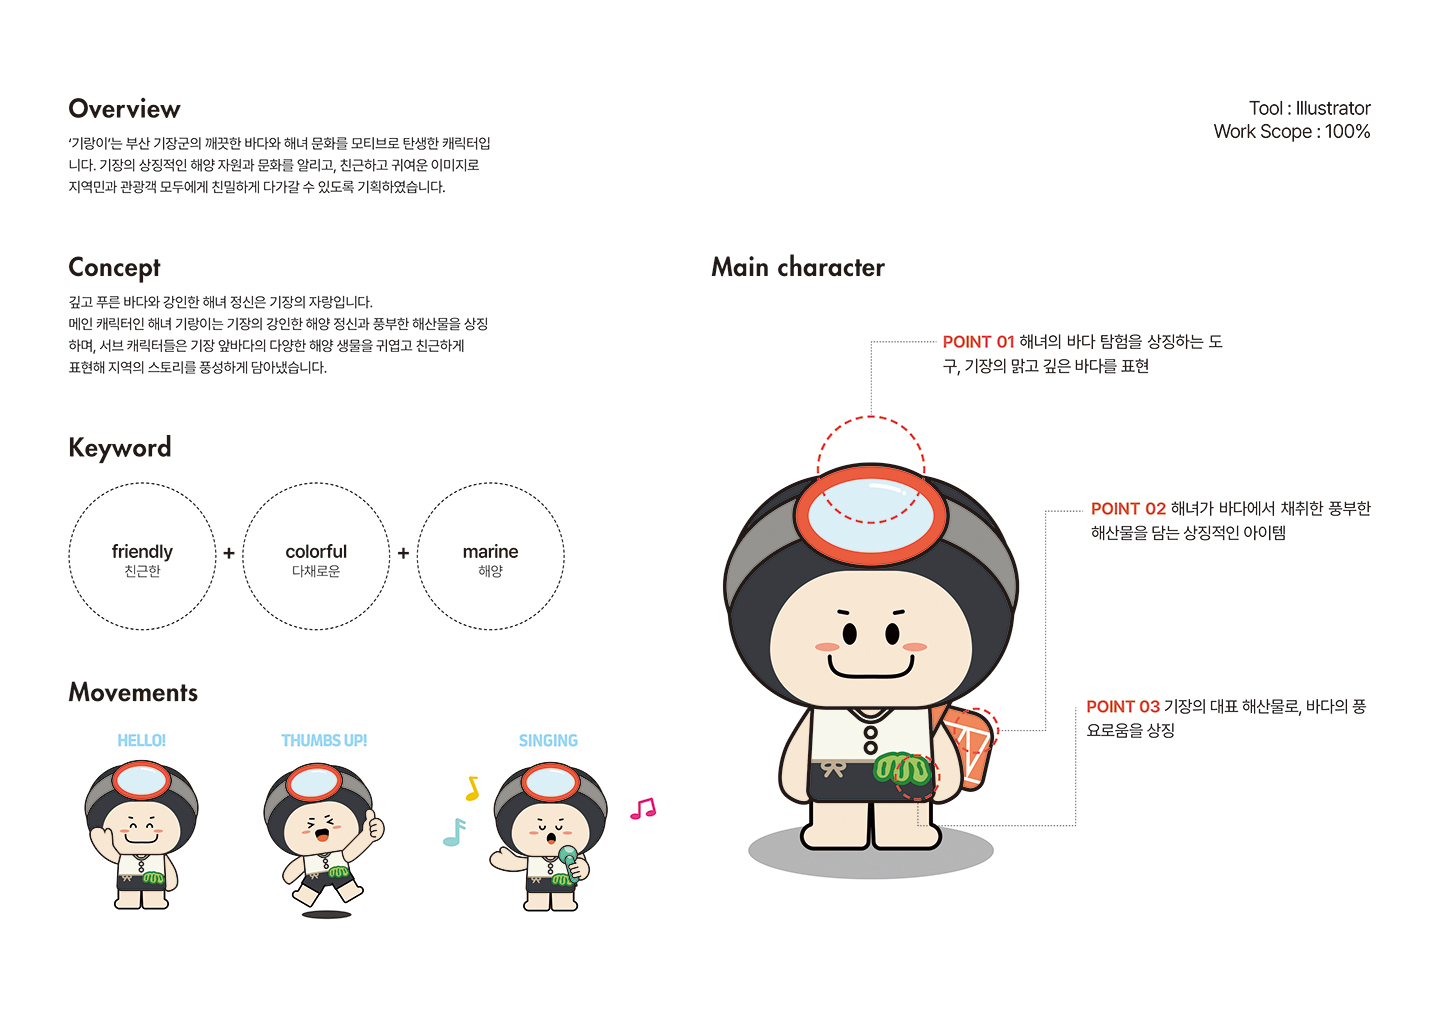 Overview
'기랑이'는 부산 기장군의 깨끗한 바다와 해녀 문화를 모티브로 탄생한 캐릭터입
니다. 기장의 상징적인 해양 자원과 문화를 알리고, 친근하고 귀여운 이미지로
지역민과 관광객 모두에게 친밀하게 다가갈 수 있도록 기획하였습니다.
Tool : Illustrator
Work Scope : 100%
Concept
깊고 푸른 바다와 강인한 해녀 정신은 기장의 자랑입니다.
메인 캐릭터인 해녀 기랑이는 기장의 강인한 해양 정신과 풍부한 해산물을 상징
하며, 서브 캐릭터들은 기장 앞바다의 다양한 해양 생물을 귀엽고 친근하게
표현해 지역의 스토리를 풍성하게 담아냈습니다.
Keyword
friendly
친근한
+
colorful
다채로운
+
marine
해양
Movements
HELLO!
THUMBS UP!
SINGING
Main character
POINT 01 해녀의 바다 탐험을 상징하는 도
구, 기장의 맑고 깊은 바다를 표현
POINT 02 해녀가 바다에서 채취한 풍부한
해산물을 담는 상징적인 아이템
POINT 03 기장의 대표 해산물로, 바다의 풍
요로움을 상징